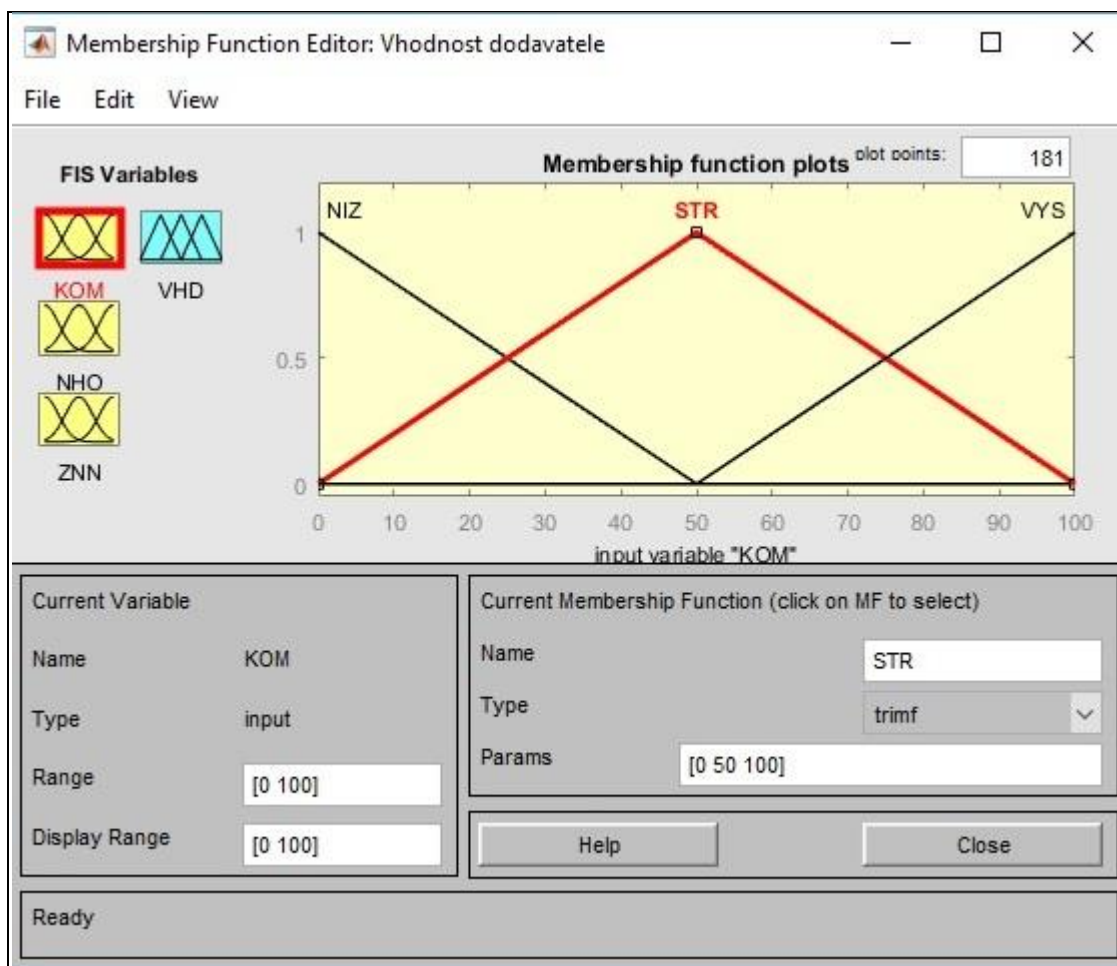 Membership Function Editor: Vhodnost dodavatele
File Edit View
FIS Variables
KOM
VHD
NHO
ZNN
Membership function plots
plot points:
181
NIZ
STR
VYS
1
0.5
0
0 10 20 30 40 50 60 70 80 90 100
input variable "KOM"
Current Variable
Name KOM
Type input
Range [0 100]
Display Range [0 100]
Current Membership Function (click on MF to select)
Name STR
Type trimf
Params [0 50 100]
Help
Close
Ready